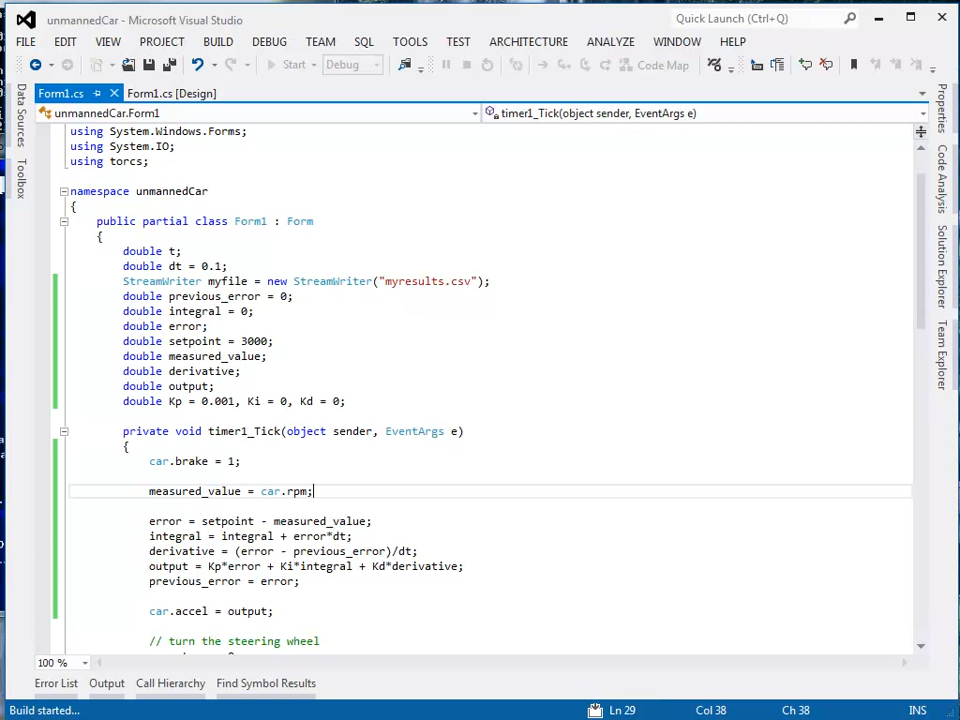 unmannedCar - Microsoft Visual Studio
Quick Launch (Ctrl+Q)
FILE EDIT VIEW PROJECT BUILD DEBUG TEAM SQL TOOLS TEST ARCHITECTURE ANALYZE WINDOW HELP
Start Debug Code Map
Form1.cs Form1.cs [Design]
unmannedCar.Form1 timer1_Tick(object sender, EventArgs e)
Data Sources
Toolbox
using System.Windows.Forms;
using System.IO;
using torcs;
namespace unmannedCar
{
public partial class Form1 : Form
{
double t;
double dt = 0.1;
StreamWriter myfile = new StreamWriter("myresults.csv");
double previous_error = 0;
double integral = 0;
double error;
double setpoint = 3000;
double measured_value;
double derivative;
double output;
double Kp = 0.001, Ki = 0, Kd = 0;
private void timer1_Tick(object sender, EventArgs e)
{
car.brake = 1;
measured_value = car.rpm;
error = setpoint - measured_value;
integral = integral + error*dt;
derivative = (error - previous_error)/dt;
output = Kp*error + Ki*integral + Kd*derivative;
previous_error = error;
car.accel = output;
// turn the steering wheel
Properties
Code Analysis
Solution Explorer
Team Explorer
100 %
Error List Output Call Hierarchy Find Symbol Results
Build started... Ln 29 Col 38 Ch 38 INS